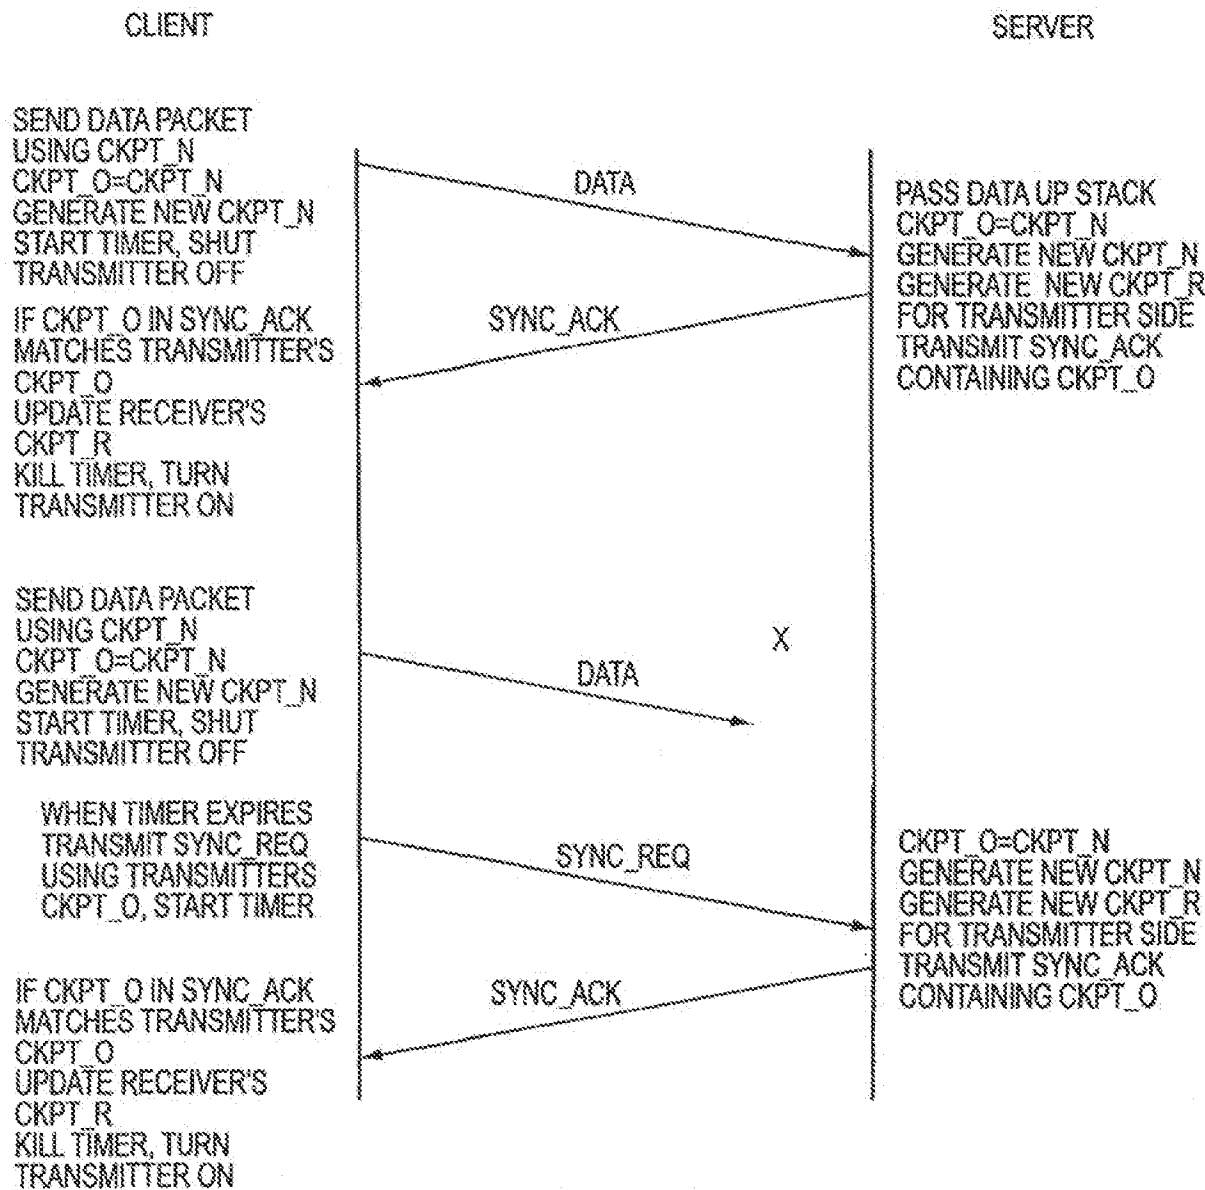 CLIENT
SERVER
SEND DATA PACKET
USING CKPT_N
CKPT_O=CKPT_N
GENERATE NEW CKPT_N
START TIMER, SHUT
TRANSMITTER OFF
DATA
PASS DATA UP STACK
CKPT_O=CKPT_N
GENERATE NEW CKPT_N
GENERATE NEW CKPT_R
FOR TRANSMITTER SIDE
TRANSMIT SYNC_ACK
CONTAINING CKPT_O
SYNC_ACK
IF CKPT_O IN SYNC_ACK
MATCHES TRANSMITTER'S
CKPT_O
UPDATE RECEIVER'S
CKPT_R
KILL TIMER, TURN
TRANSMITTER ON
SEND DATA PACKET
USING CKPT_N
CKPT_O=CKPT_N
GENERATE NEW CKPT_N
START TIMER, SHUT
TRANSMITTER OFF
DATA
X
WHEN TIMER EXPIRES
TRANSMIT SYNC_REQ
USING TRANSMITTERS
CKPT_O, START TIMER
SYNC_REQ
CKPT_O=CKPT_N
GENERATE NEW CKPT_N
GENERATE NEW CKPT_R
FOR TRANSMITTER SIDE
TRANSMIT SYNC_ACK
CONTAINING CKPT_O
SYNC_ACK
IF CKPT_O IN SYNC_ACK
MATCHES TRANSMITTER'S
CKPT_O
UPDATE RECEIVER'S
CKPT_R
KILL TIMER, TURN
TRANSMITTER ON